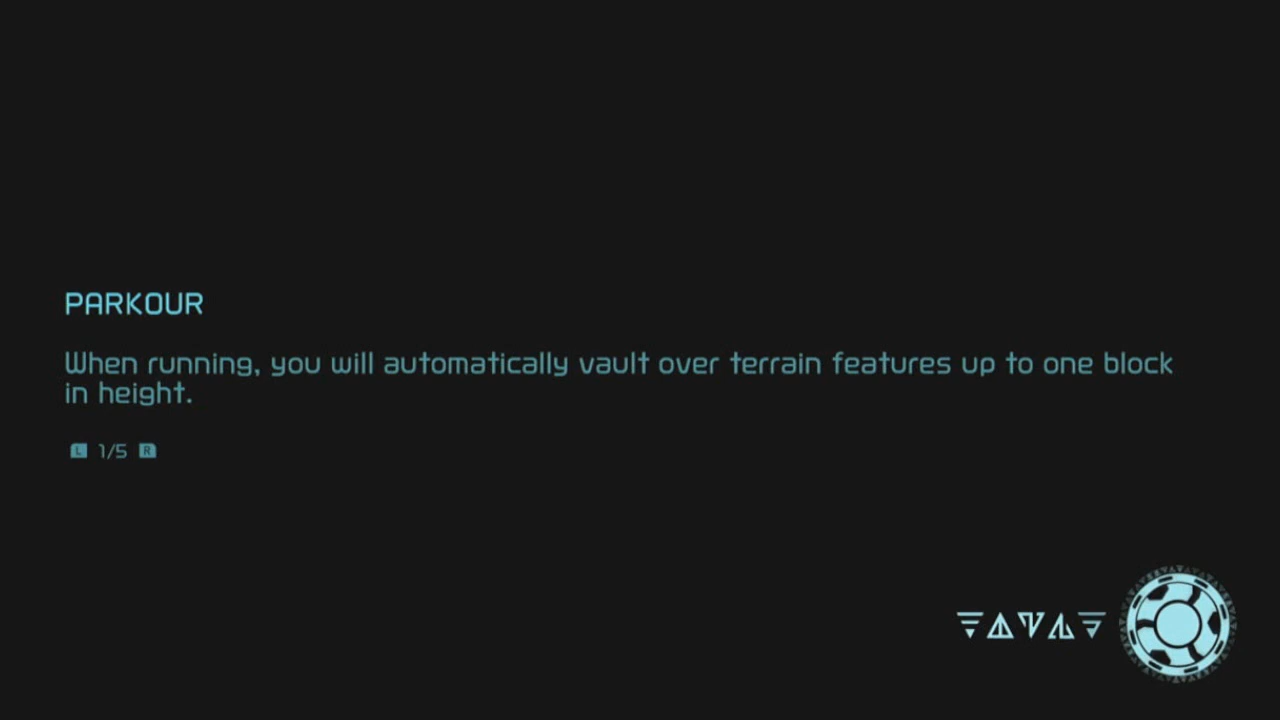 PARKOUR
When running, you will automatically vault over terrain features up to one block
in height.
L 1/5 R